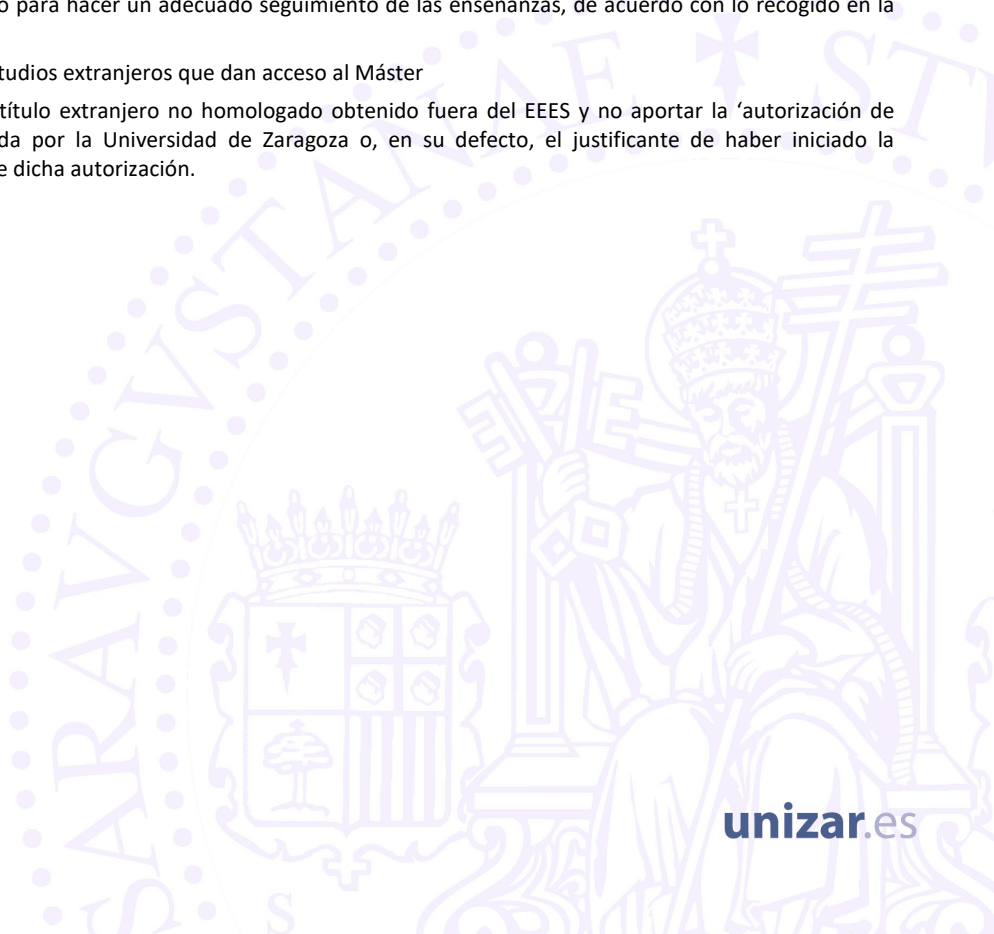 o para hacer un adecuado seguimiento de las enseñanzas, de acuerdo con lo recogido en la
tudios extranjeros que dan acceso al Máster
título extranjero no homologado obtenido fuera del EEES y no aportar la ‘autorización de
da por la Universidad de Zaragoza o, en su defecto, el justificante de haber iniciado la
e dicha autorización.
SARAVGVSTANAE
unizar.es
S